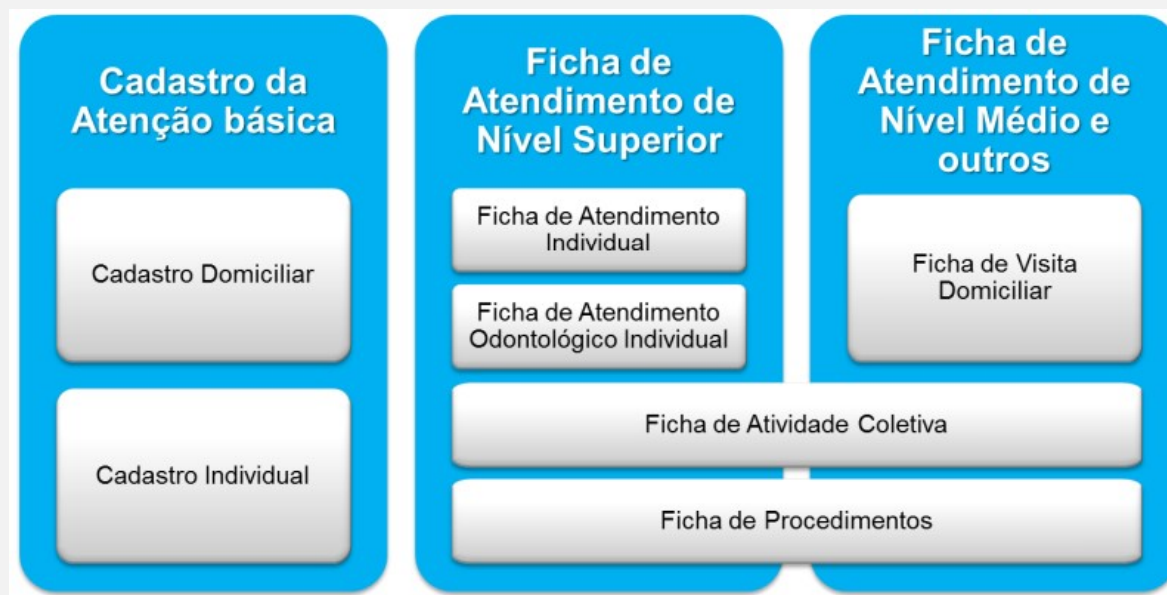 Cadastro da
Atenção básica
Cadastro Domiciliar
Cadastro Individual
Ficha de
Atendimento de
Nível Superior
Ficha de Atendimento
Individual
Ficha de Atendimento
Odontológico Individual
Ficha de
Atendimento de
Nível Médio e
outros
Ficha de Visita
Domiciliar
Ficha de Atividade Coletiva
Ficha de Procedimentos